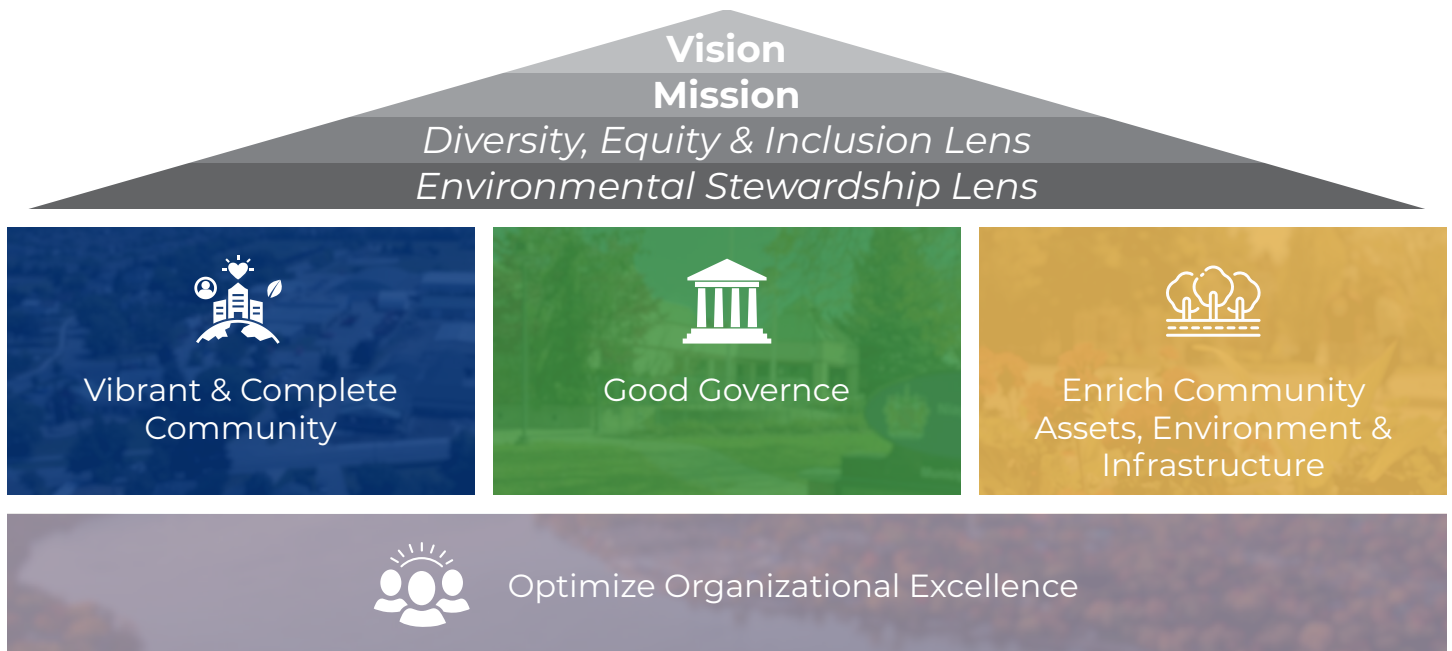 Vision
Mission
Diversity, Equity & Inclusion Lens
Environmental Stewardship Lens
Vibrant & Complete
Community
Good Governce
Enrich Community
Assets, Environment &
Infrastructure
Optimize Organizational Excellence